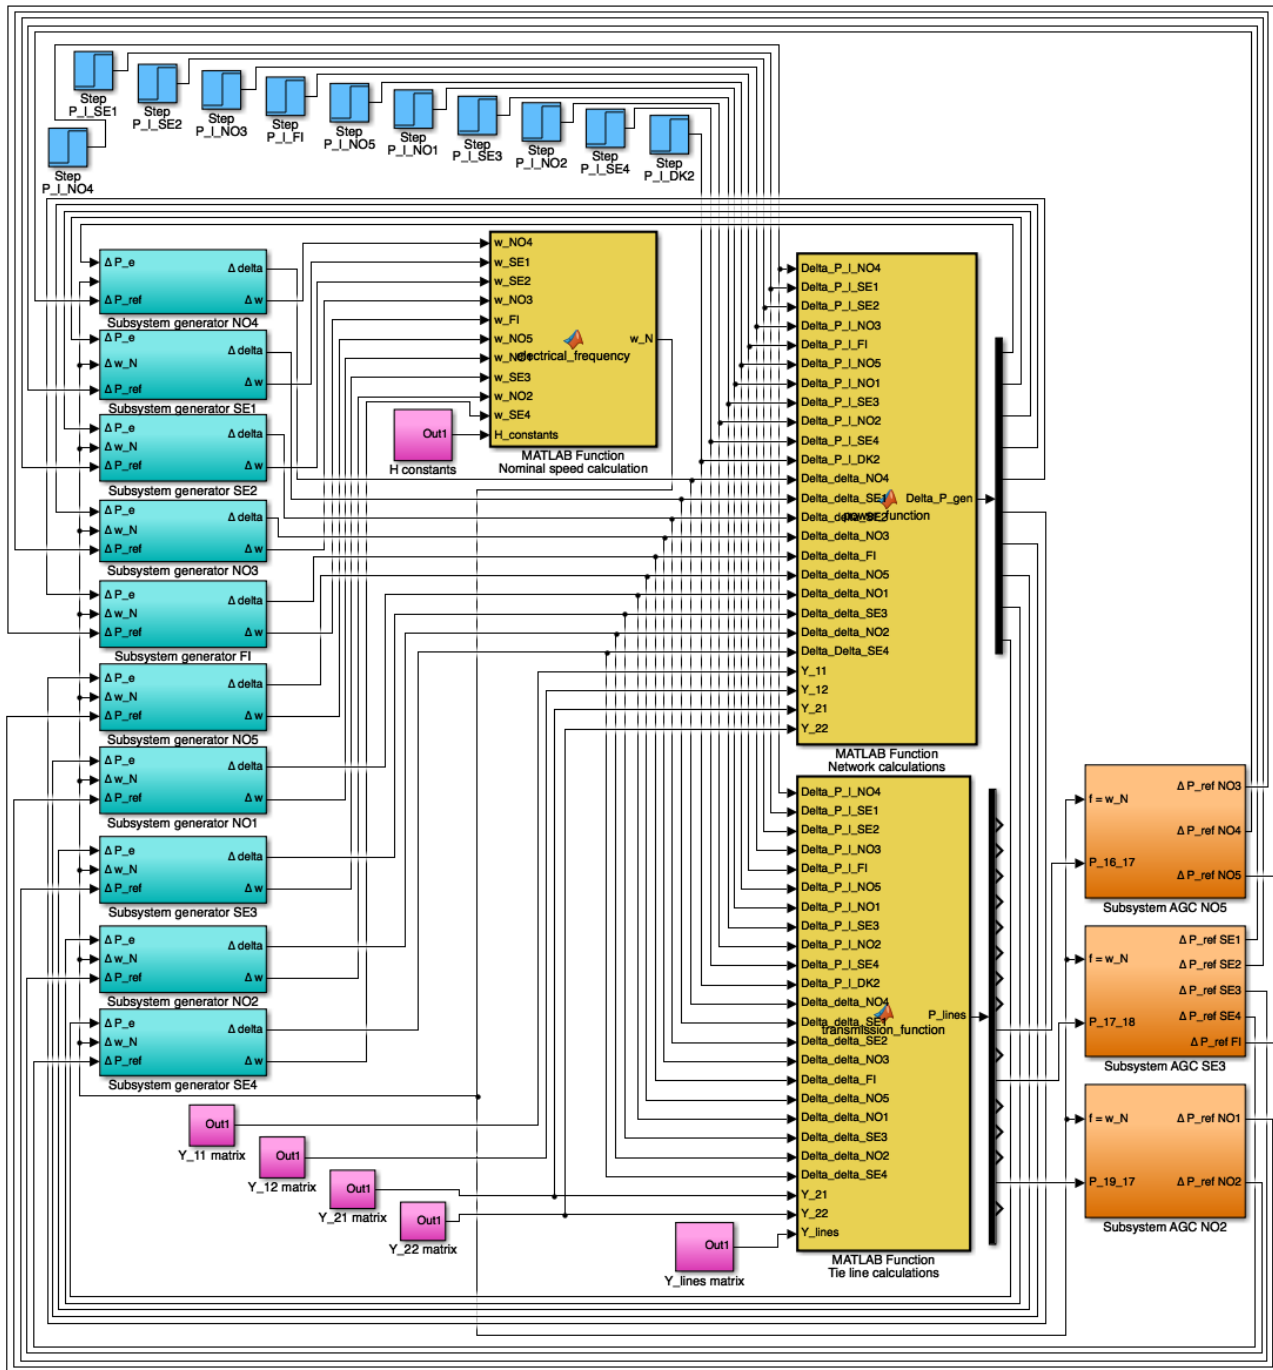 Step
P_I_SE1
Step
P_I_SE2
Step
P_I_NO3
Step
P_I_FI
Step
P_I_NO5
Step
P_I_NO1
Step
P_I_SE3
Step
P_I_NO2
Step
P_I_SE4
Step
P_I_DK2
Step
P_I_NO4
Δ P_e
Δ P_ref
Δ delta
Δ w
Subsystem generator NO4
Δ P_e
Δ w_N
Δ P_ref
Δ delta
Δ w
Subsystem generator SE1
Δ P_e
Δ w_N
Δ P_ref
Δ delta
Δ w
Subsystem generator SE2
Δ P_e
Δ w_N
Δ P_ref
Δ delta
Δ w
Subsystem generator NO3
Δ P_e
Δ w_N
Δ P_ref
Δ delta
Δ w
Subsystem generator FI
Δ P_e
Δ w_N
Δ P_ref
Δ delta
Δ w
Subsystem generator NO5
Δ P_e
Δ w_N
Δ P_ref
Δ delta
Δ w
Subsystem generator NO1
Δ P_e
Δ w_N
Δ P_ref
Δ delta
Δ w
Subsystem generator SE3
Δ P_e
Δ w_N
Δ P_ref
Δ delta
Δ w
Subsystem generator NO2
Δ P_e
Δ w_N
Δ P_ref
Δ delta
Δ w
Subsystem generator SE4
w_NO4
w_SE1
w_SE2
w_NO3
w_FI
w_NO5
w_NO1
w_SE3
w_NO2
w_SE4
H_constants
electrical_frequency
w_N
MATLAB Function
Nominal speed calculation
Out1
H constants
Delta_P_I_NO4
Delta_P_I_SE1
Delta_P_I_SE2
Delta_P_I_NO3
Delta_P_I_FI
Delta_P_I_NO5
Delta_P_I_NO1
Delta_P_I_SE3
Delta_P_I_NO2
Delta_P_I_SE4
Delta_P_I_DK2
Delta_delta_NO4
Delta_delta_SE1
Delta_delta_SE2
Delta_delta_NO3
Delta_delta_FI
Delta_delta_NO5
Delta_delta_NO1
Delta_delta_SE3
Delta_delta_NO2
Delta_Delta_SE4
Y_11
Y_12
Y_21
Y_22
power_function
Delta_P_gen
MATLAB Function
Network calculations
Delta_P_I_NO4
Delta_P_I_SE1
Delta_P_I_SE2
Delta_P_I_NO3
Delta_P_I_FI
Delta_P_I_NO5
Delta_P_I_NO1
Delta_P_I_SE3
Delta_P_I_NO2
Delta_P_I_SE4
Delta_P_I_DK2
Delta_delta_NO4
Delta_delta_SE1
Delta_delta_SE2
Delta_delta_NO3
Delta_delta_FI
Delta_delta_NO5
Delta_delta_NO1
Delta_delta_SE3
Delta_delta_NO2
Delta_delta_SE4
Y_21
Y_22
Y_lines
transmission_function
P_lines
MATLAB Function
Tie line calculations
Out1
Y_11 matrix
Out1
Y_12 matrix
Out1
Y_21 matrix
Out1
Y_22 matrix
Out1
Y_lines matrix
f = w_N
P_16_17
Δ P_ref NO3
Δ P_ref NO4
Δ P_ref NO5
Subsystem AGC NO5
f = w_N
P_17_18
Δ P_ref SE1
Δ P_ref SE2
Δ P_ref SE3
Δ P_ref SE4
Δ P_ref FI
Subsystem AGC SE3
f = w_N
P_19_17
Δ P_ref NO1
Δ P_ref NO2
Subsystem AGC NO2